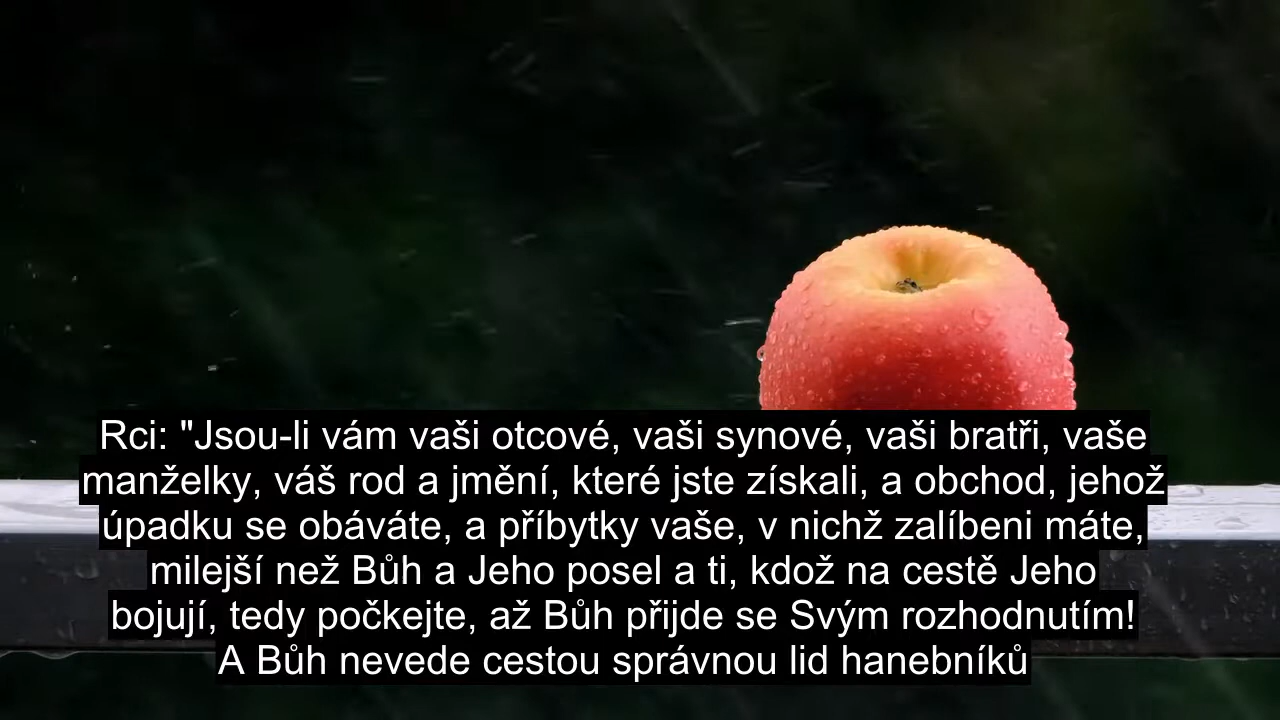 Rci: "Jsou-li vám vaši otcové, vaši synové, vaši bratři, vaše
manželky, váš rod a jmění, které jste získali, a obchod, jehož
úpadku se obáváte, a příbytky vaše, v nichž zalíbeni máte,
milejší než Bůh a Jeho posel a ti, kdož na cestě Jeho
bojují, tedy počkejte, až Bůh přijde se Svým rozhodnutím!
A Bůh nevede cestou správnou lid hanebníků